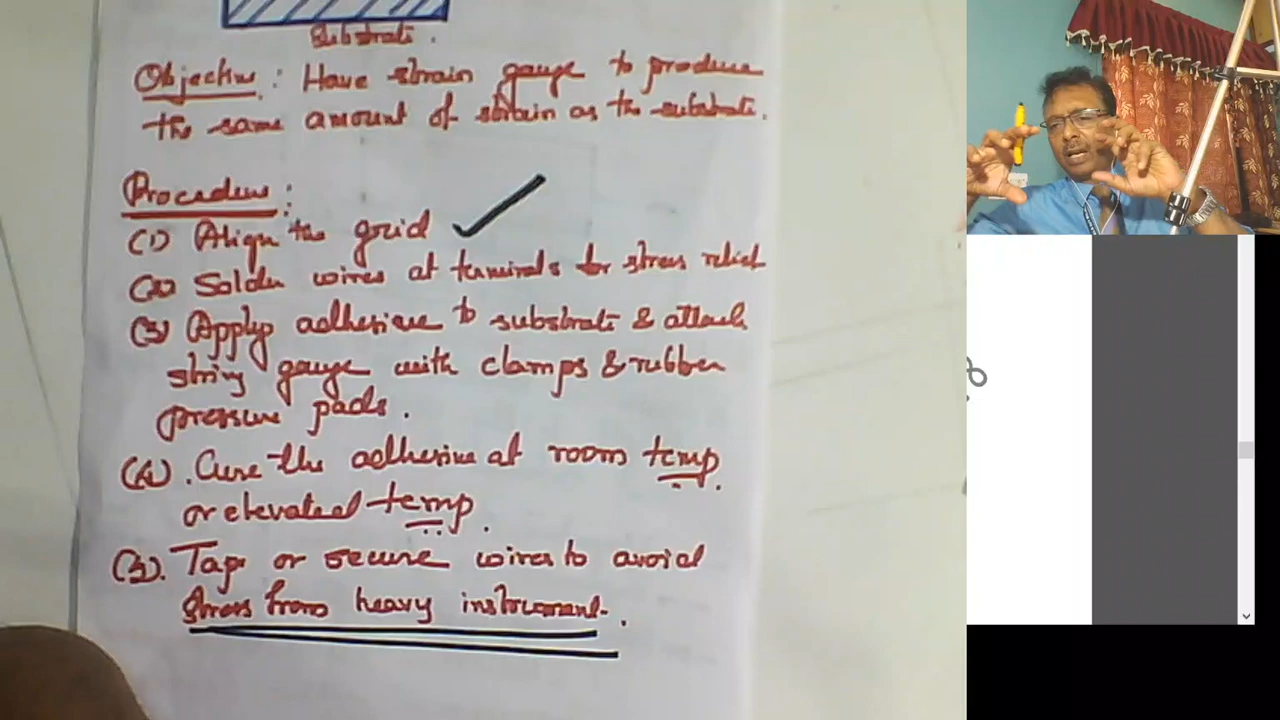 Substrate.
Objective: Have strain gauge to produce
the same amount of strain as the substrate.
Procedure:
(1) Align the grid
(2) Solder wires at terminals for stress relief
(3) Apply adhesive to substrate & attach
string gauge with clamps & rubber
pressure pads.
(4). Cure the adhesive at room temp.
or elevated temp.
(5). Tape or secure wires to avoid
stress from heavy instrument.